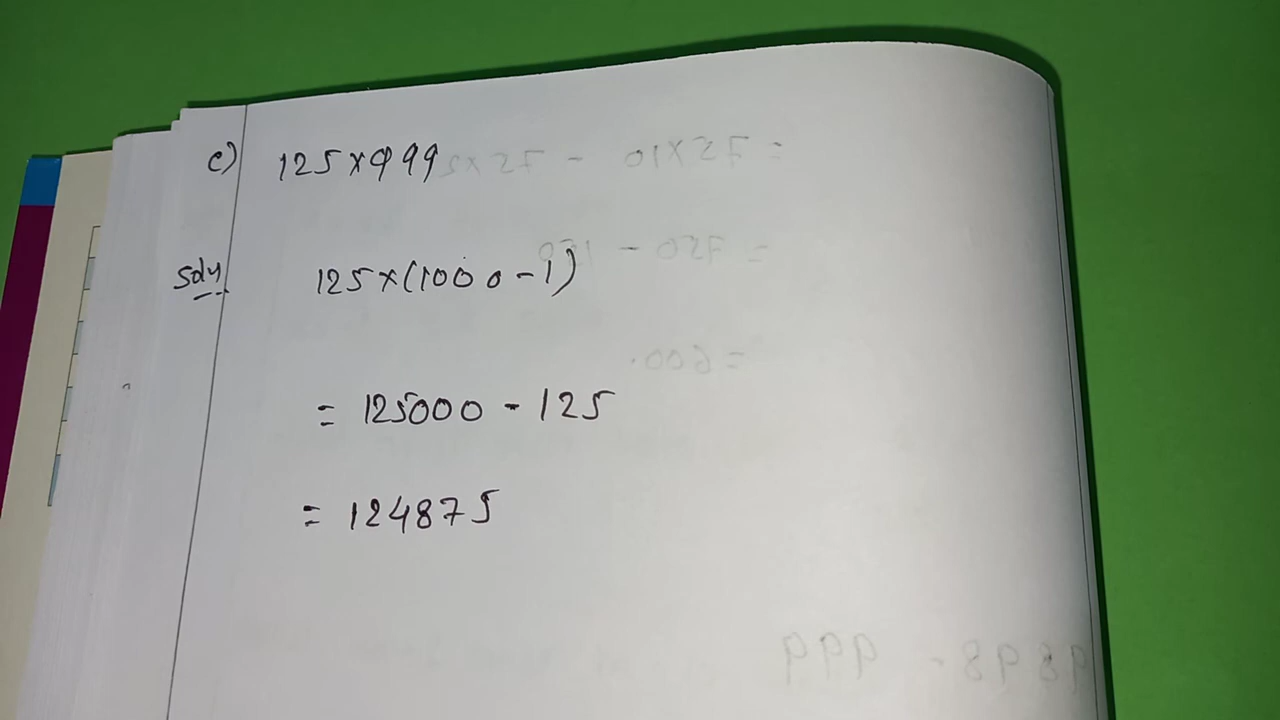 c) 125×999
Soln 125×(1000-1)
= 125000 - 125
= 124875